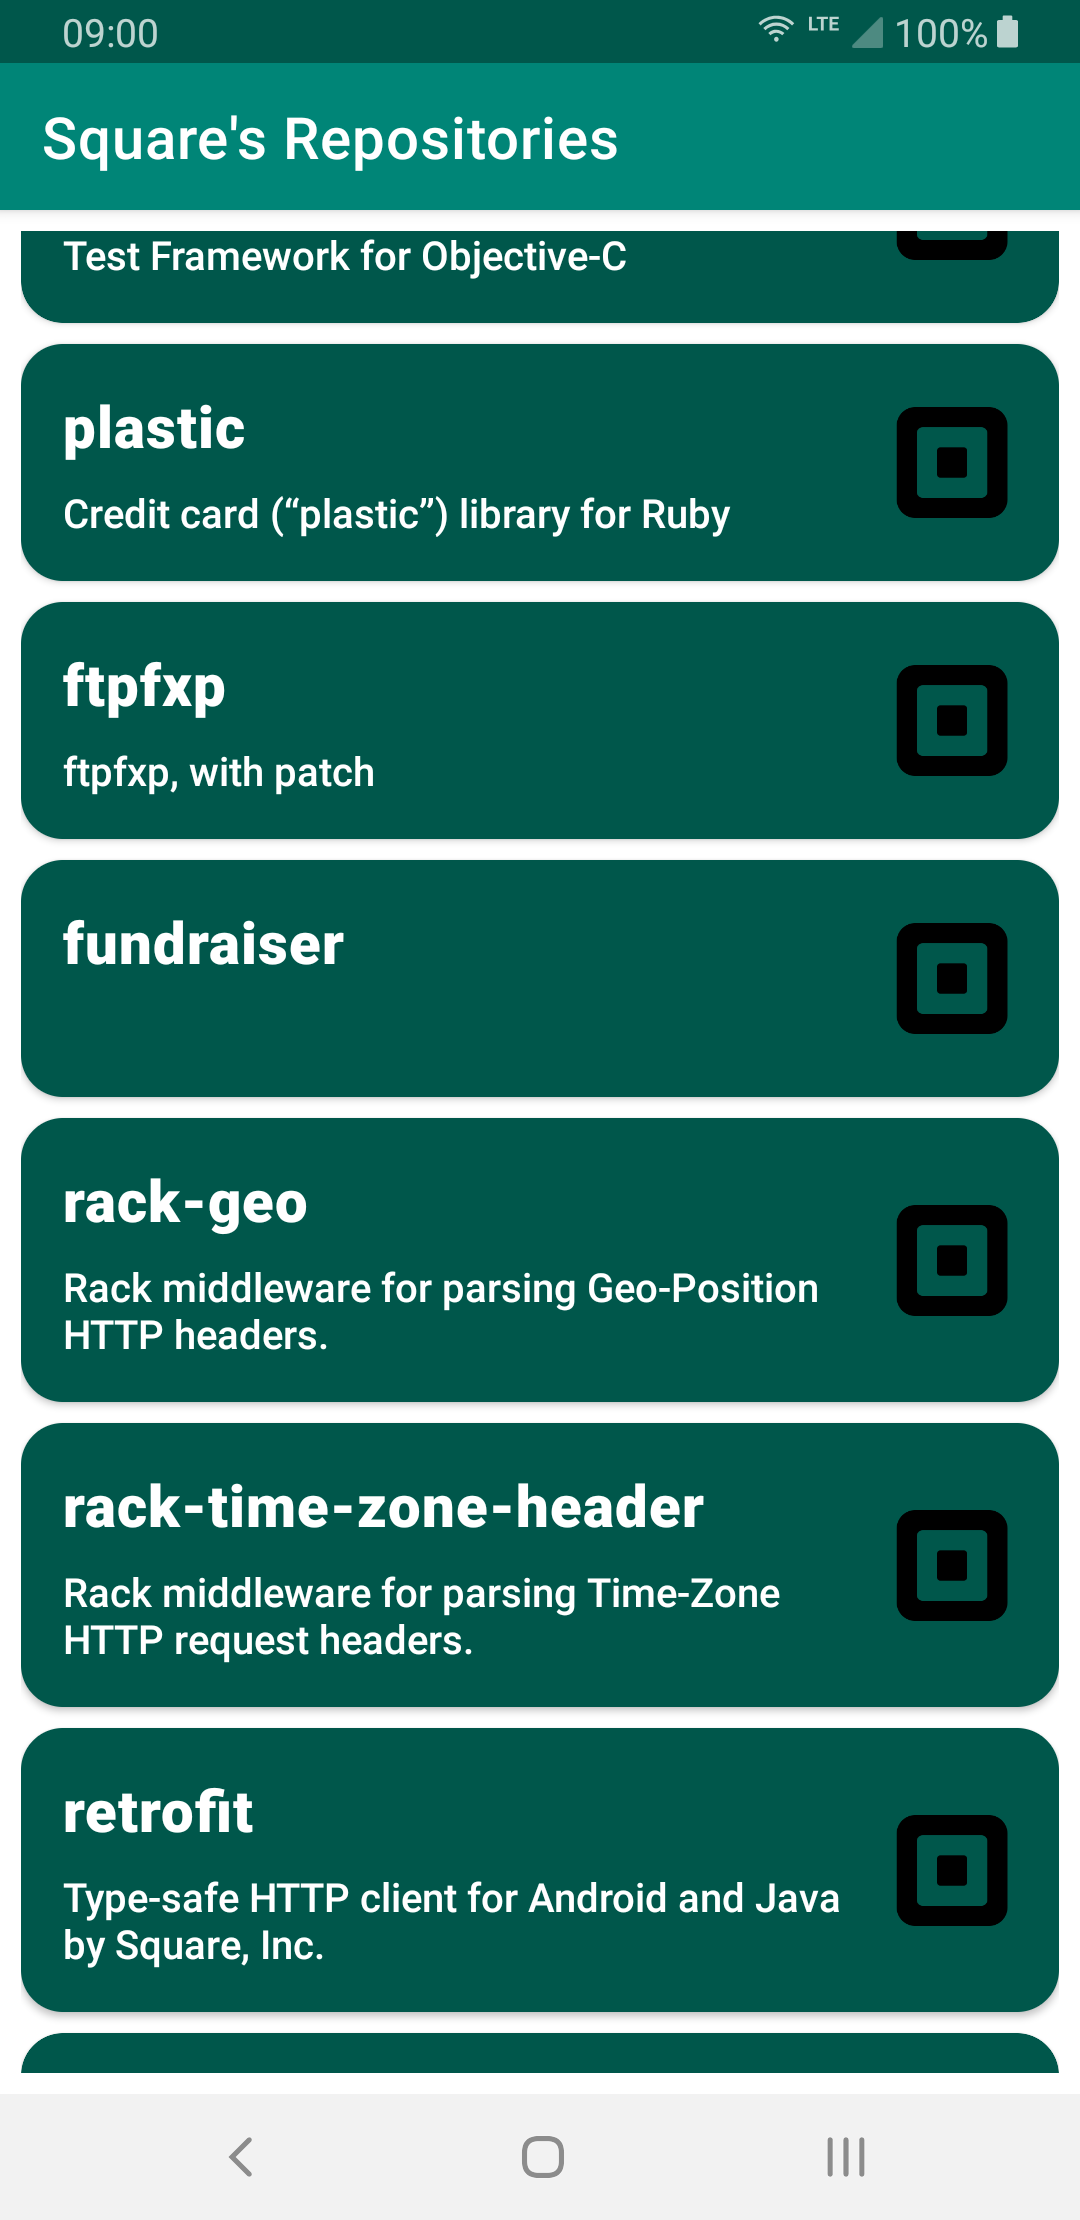 09:00 LTE 100%
Square's Repositories
Test Framework for Objective-C
plastic
Credit card (“plastic”) library for Ruby
ftpfxp
ftpfxp, with patch
fundraiser
rack-geo
Rack middleware for parsing Geo-Position
HTTP headers.
rack-time-zone-header
Rack middleware for parsing Time-Zone
HTTP request headers.
retrofit
Type-safe HTTP client for Android and Java
by Square, Inc.